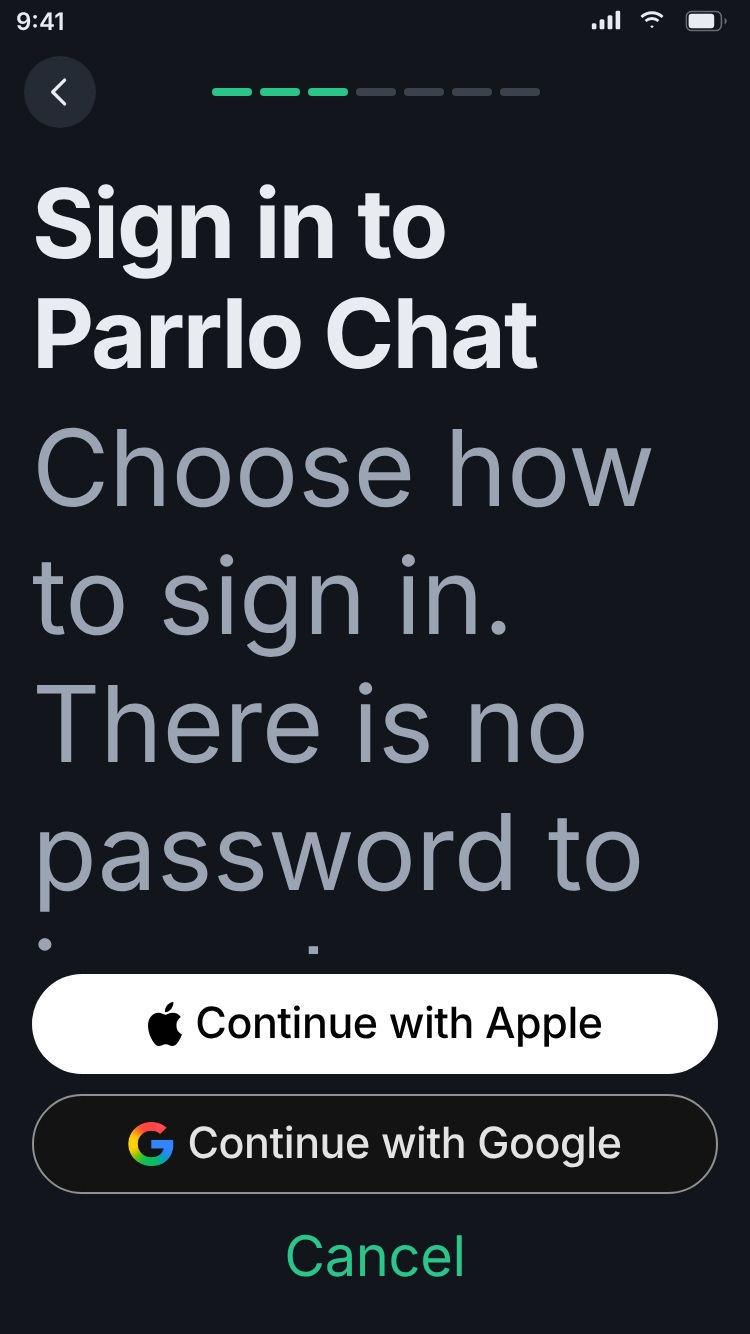 9:41
Sign in to
Parrlo Chat
Choose how
to sign in.
There is no
password to
Continue with Apple
Continue with Google
Cancel